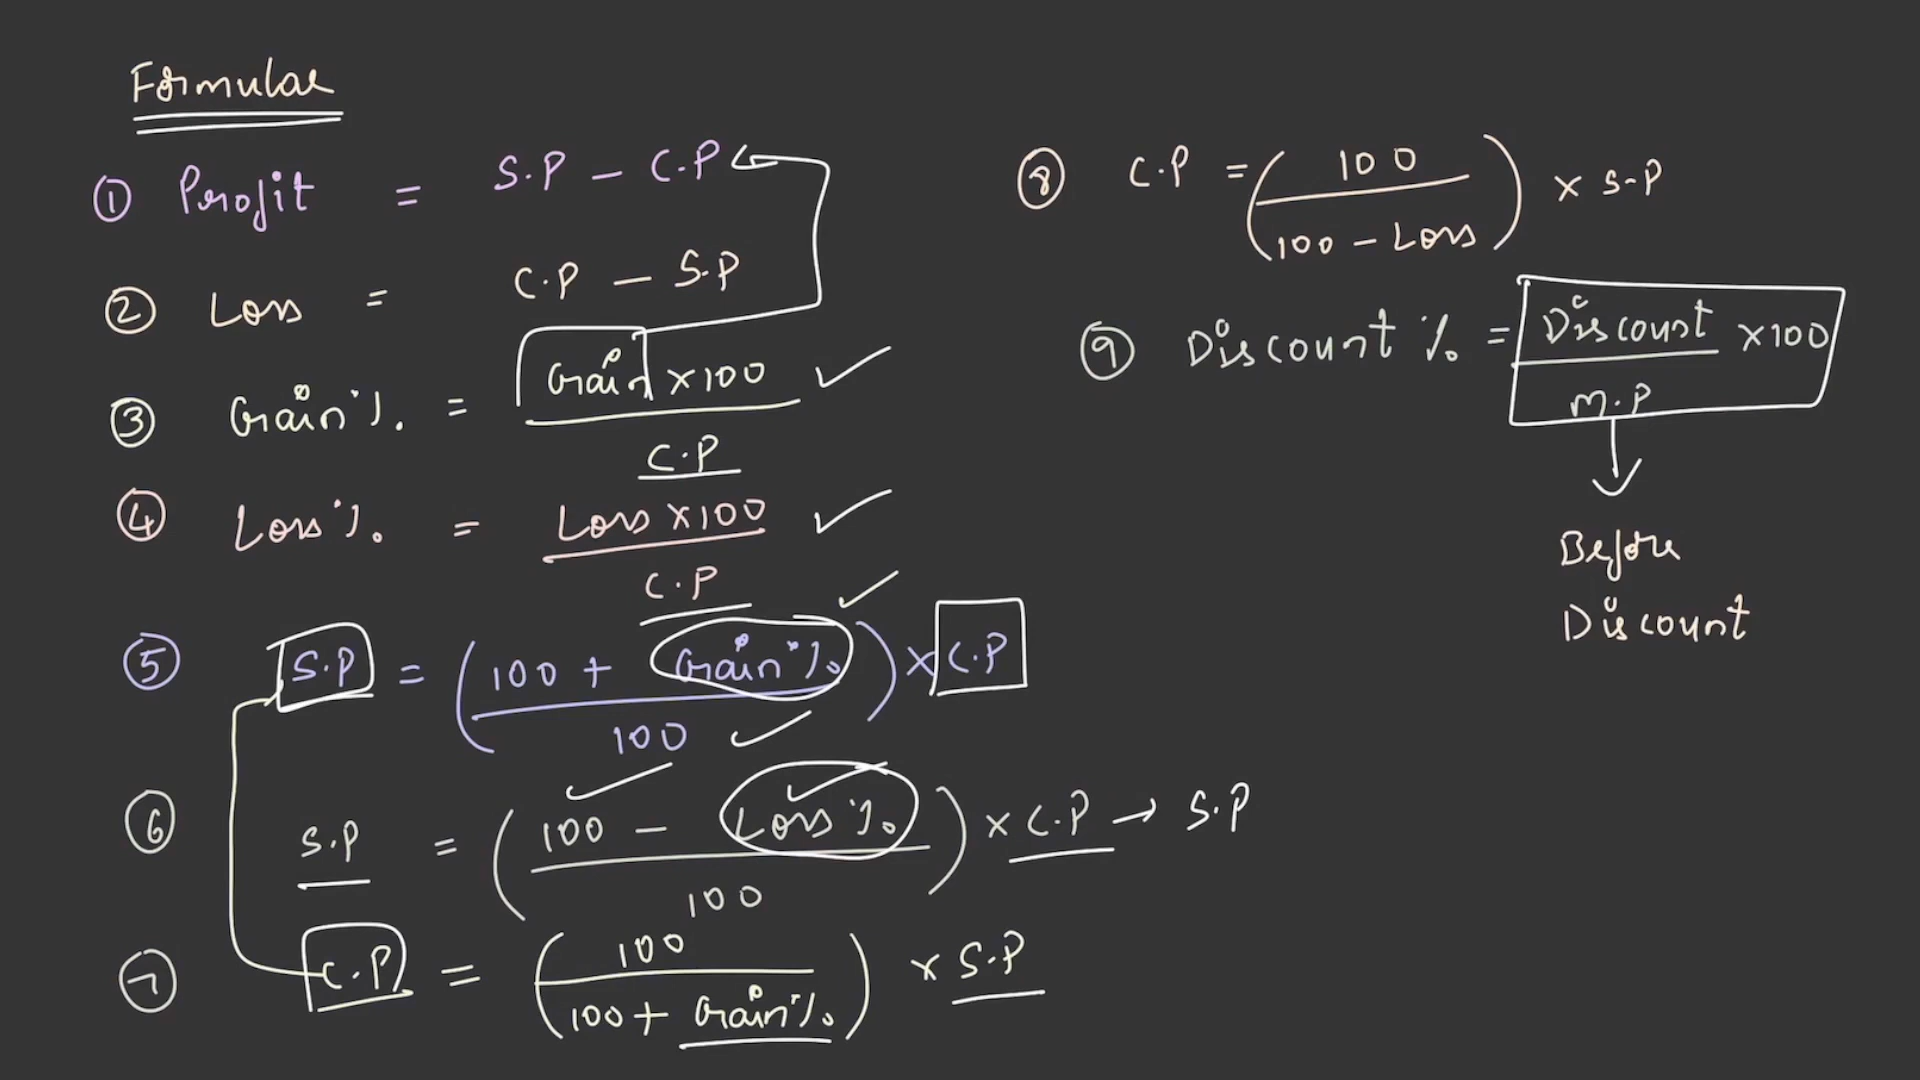 Formulae
① Profit = S.P - C.P
② Loss = C.P - S.P
③ Gain % = Gain × 100 / C.P
④ Loss % = Loss × 100 / C.P
⑤ S.P = (100 + Gain % / 100) × C.P
⑥ S.P = (100 - Loss % / 100) × C.P → S.P
⑦ C.P = (100 / 100 + Gain %) × S.P
⑧ C.P = (100 / 100 - Loss) × S.P
⑨ Discount % = Discount / M.P × 100
Before
Discount